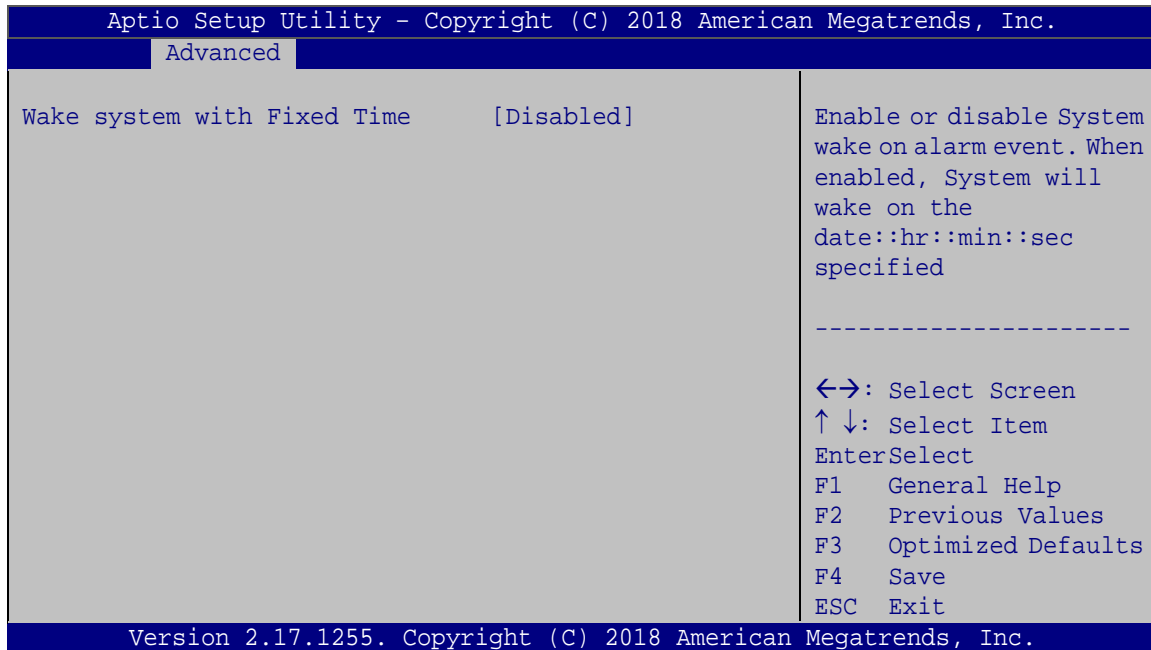 Aptio Setup Utility – Copyright (C) 2018 American Megatrends, Inc.
Advanced
Wake system with Fixed Time [Disabled]
Enable or disable System
wake on alarm event. When
enabled, System will
wake on the
date::hr::min::sec
specified
----------------------
←→: Select Screen
↑ ↓: Select Item
EnterSelect
F1 General Help
F2 Previous Values
F3 Optimized Defaults
F4 Save
ESC Exit
Version 2.17.1255. Copyright (C) 2018 American Megatrends, Inc.